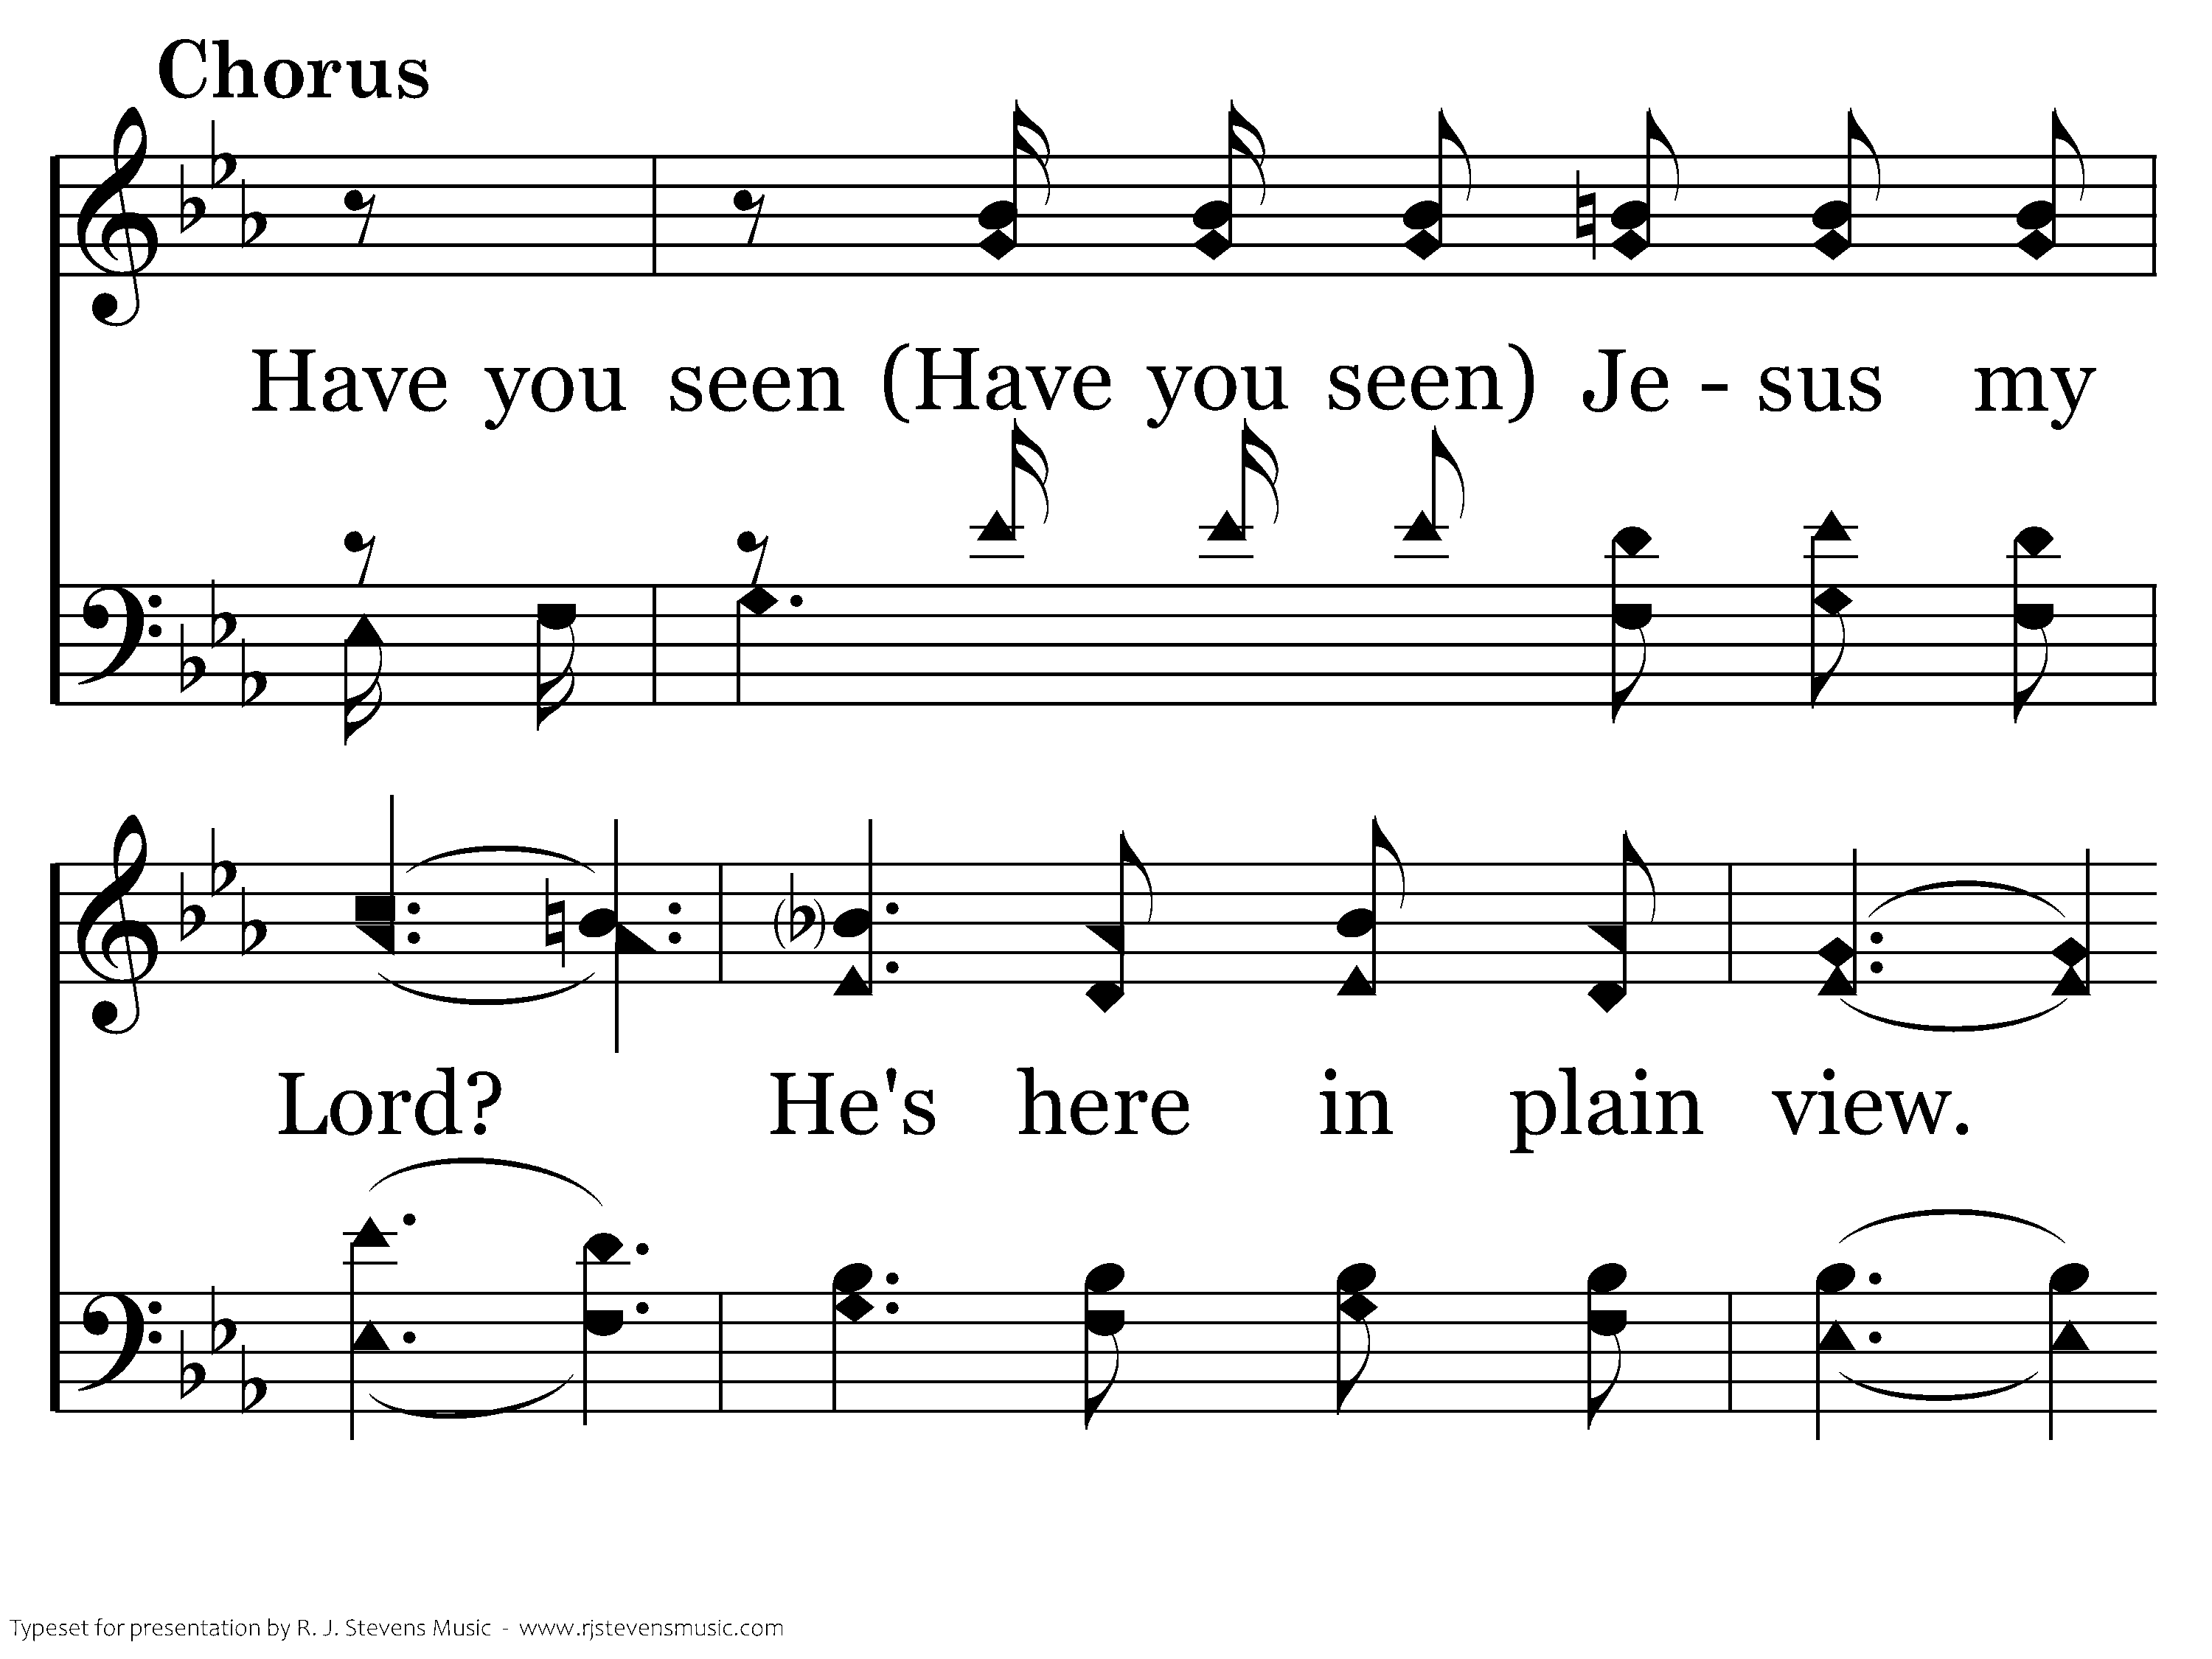 Chorus
Have you seen (Have you seen) Je - sus my
Lord? He's here in plain view.
Typeset for presentation by R. J. Stevens Music - www.rjstevensmusic.com